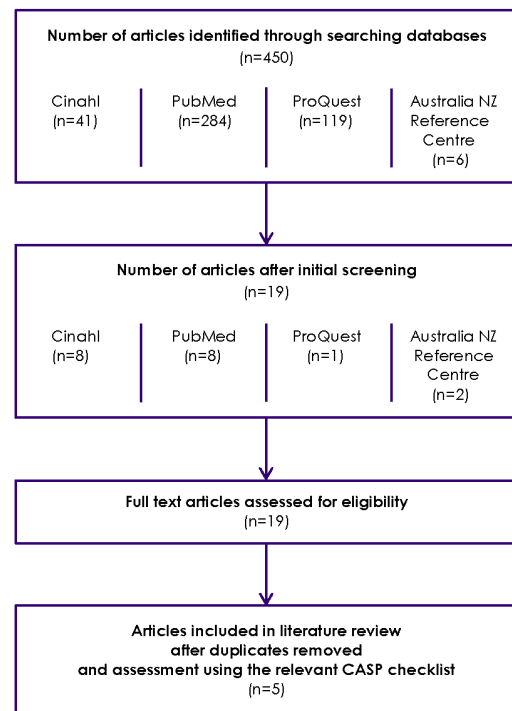 Number of articles identified through searching databases
(n=450)
Cinahl
(n=41)
PubMed
(n=284)
ProQuest
(n=119)
Australia NZ
Reference
Centre
(n=6)
Number of articles after initial screening
(n=19)
Cinahl
(n=8)
PubMed
(n=8)
ProQuest
(n=1)
Australia NZ
Reference
Centre
(n=2)
Full text articles assessed for eligibility
(n=19)
Articles included in literature review
after duplicates removed
and assessment using the relevant CASP checklist
(n=5)